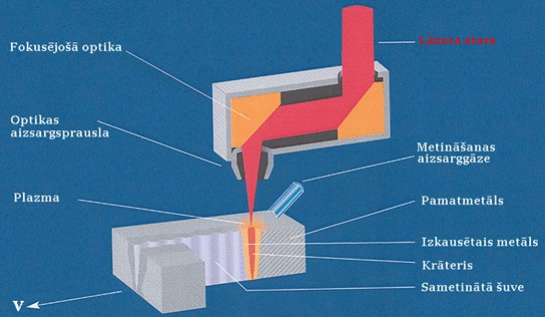 Fokusējošā optika
Lāzera stars
Optikas
aizsargsprausla
Metināšanas
aizsarggāze
Plazma
Pamatmetāls
Izkausētais metāls
Krāteris
Sametinātā šuve
V